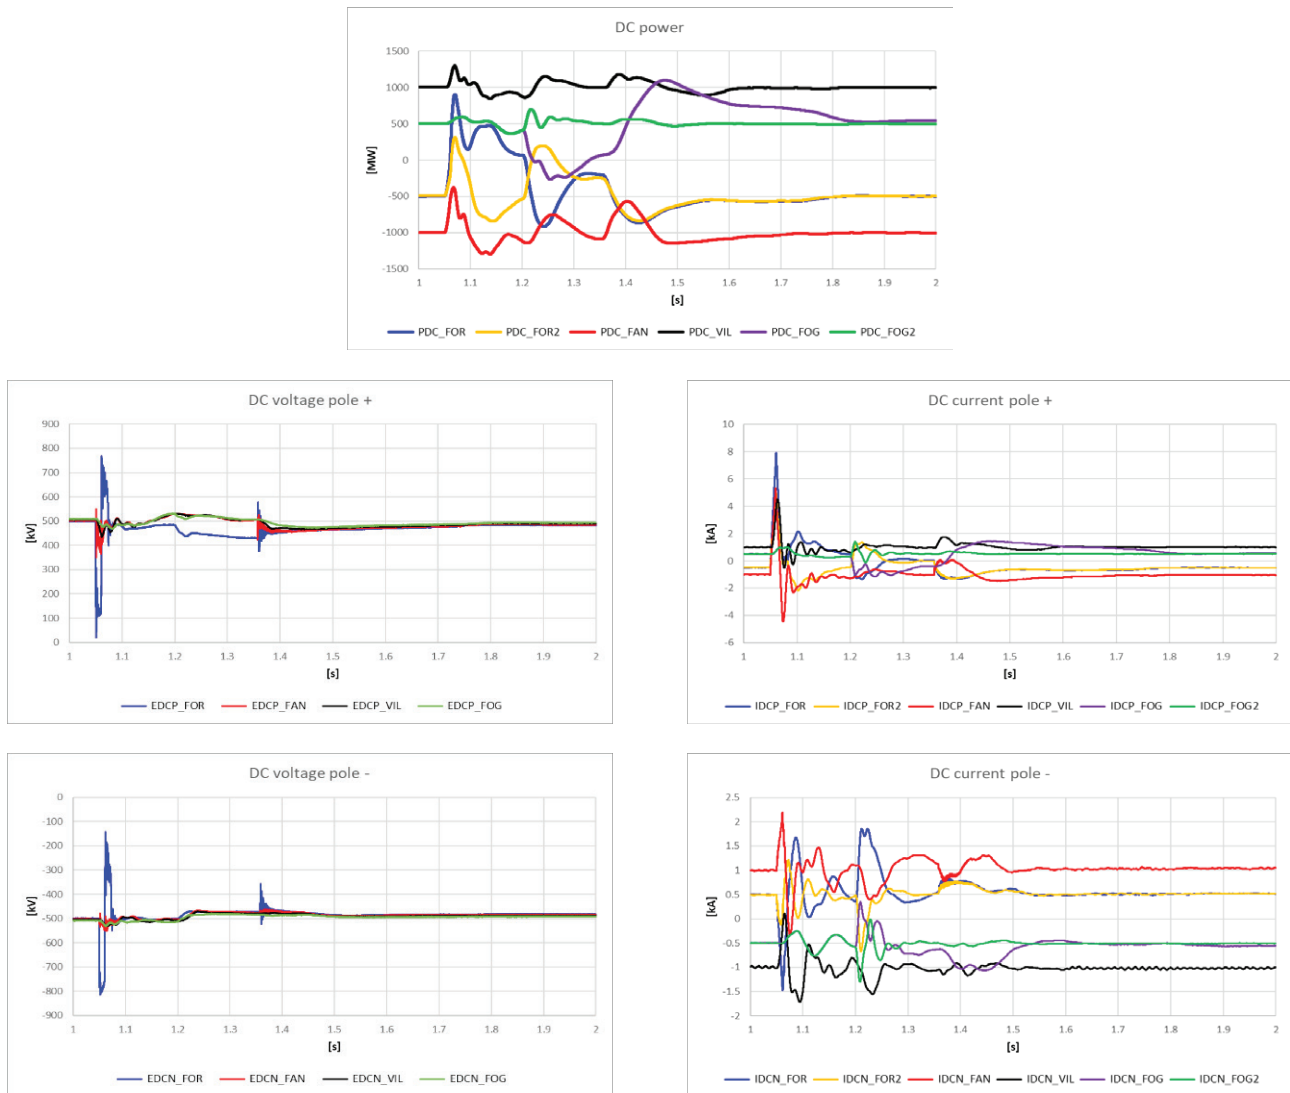 DC power
1500
1000
500
0
-500
-1000
-1500
[MW]
1 1.1 1.2 1.3 1.4 1.5 1.6 1.7 1.8 1.9 2
[s]
PDC_FOR PDC_FOR2 PDC_FAN PDC_VIL PDC_FOG PDC_FOG2
DC voltage pole +
900
800
700
600
500
400
300
200
100
0
[kV]
1 1.1 1.2 1.3 1.4 1.5 1.6 1.7 1.8 1.9 2
[s]
EDCP_FOR EDCP_FAN EDCP_VIL EDCP_FOG
DC current pole +
10
8
6
4
2
0
-2
-4
-6
[kA]
1 1.1 1.2 1.3 1.4 1.5 1.6 1.7 1.8 1.9 2
[s]
IDCP_FOR IDCP_FOR2 IDCP_FAN IDCP_VIL IDCP_FOG IDCP_FOG2
DC voltage pole -
0
-100
-200
-300
-400
-500
-600
-700
-800
-900
[kV]
1 1.1 1.2 1.3 1.4 1.5 1.6 1.7 1.8 1.9 2
[s]
EDCN_FOR EDCN_FAN EDCN_VIL EDCN_FOG
DC current pole -
2.5
2
1.5
1
0.5
0
-0.5
-1
-1.5
-2
[kA]
1 1.1 1.2 1.3 1.4 1.5 1.6 1.7 1.8 1.9 2
[s]
IDCN_FOR IDCN_FOR2 IDCN_FAN IDCN_VIL IDCN_FOG IDCN_FOG2